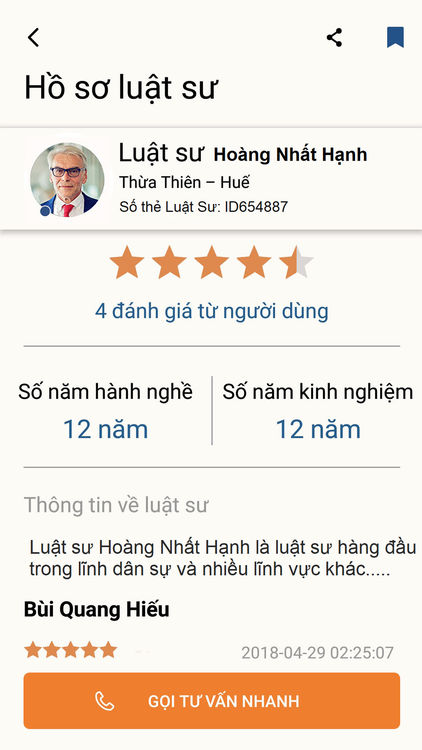 Hồ sơ luật sư
Luật sư Hoàng Nhất Hạnh
Thừa Thiên – Huế
Số thẻ Luật Sư: ID654887
4 đánh giá từ người dùng
Số năm hành nghề
12 năm
Số năm kinh nghiệm
12 năm
Thông tin về luật sư
Luật sư Hoàng Nhất Hạnh là luật sư hàng đầu
trong lĩnh dân sự và nhiều lĩnh vực khác.....
Bùi Quang Hiếu
2018-04-29 02:25:07
GỌI TƯ VẤN NHANH